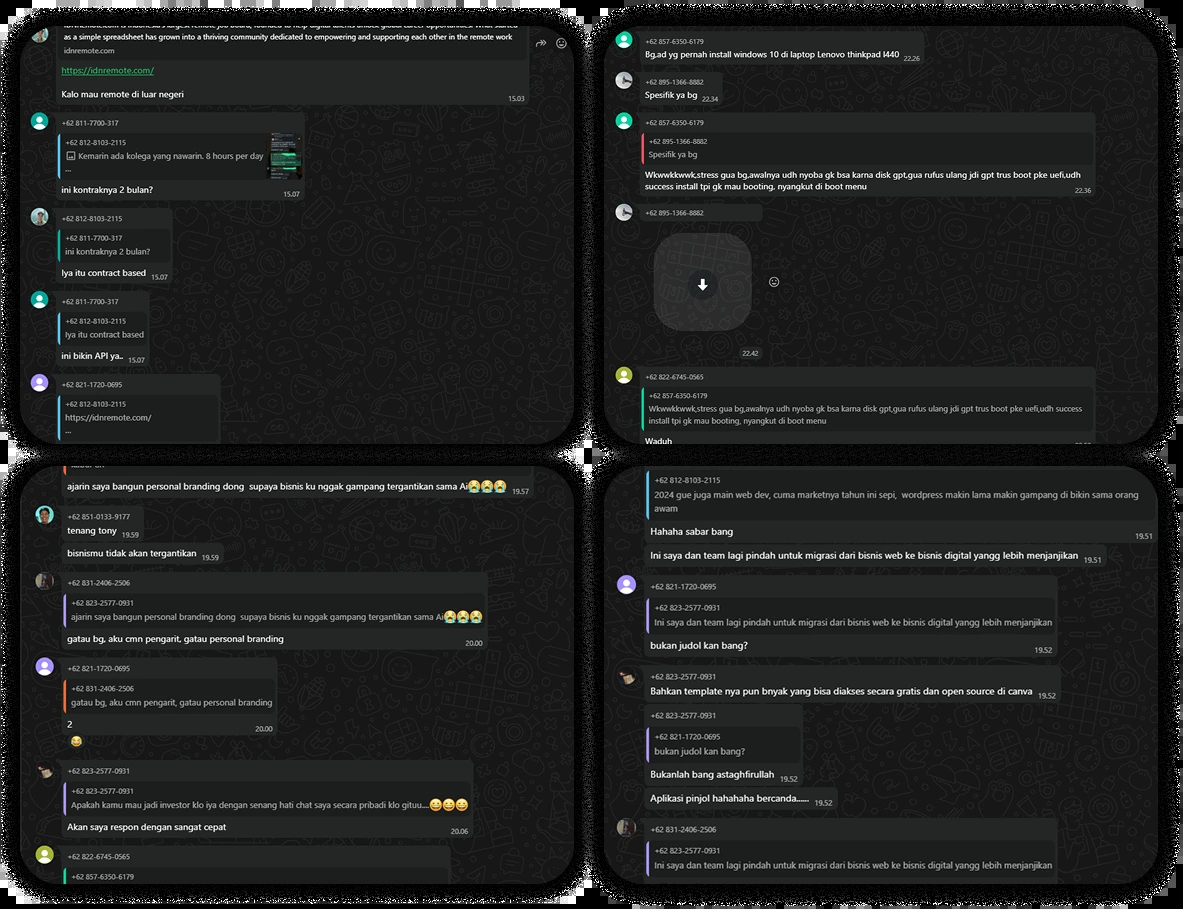 as a simple spreadsheet has grown into a thriving community dedicated to empowering and supporting each other in the remote work
idnremote.com
https://idnremote.com/
Kalo mau remote di luar negeri
15.03
+62 811-7700-317
+62 812-8103-2115
Kemarin ada kolega yang nawarin. 8 hours per day
...
ini kontraknya 2 bulan?
15.07
+62 812-8103-2115
+62 811-7700-317
ini kontraknya 2 bulan?
Iya itu contract based 15.07
+62 811-7700-317
+62 812-8103-2115
Iya itu contract based
ini bikin API ya.. 15.07
+62 821-1720-0695
+62 812-8103-2115
https://idnremote.com/
...
+62 857-6350-6179
Bg,ad yg pernah install windows 10 di laptop Lenovo thinkpad l440 22.26
+62 895-1366-8882
Spesifik ya bg 22.34
+62 857-6350-6179
+62 895-1366-8882
Spesifik ya bg
Wkwwkkwwk,stress gua bg,awalnya udh nyoba gk bsa karna disk gpt,gua rufus ulang jdi gpt trus boot pke uefi,udh
success install tpi gk mau booting, nyangkut di boot menu
22.36
+62 895-1366-8882
22.42
+62 822-6745-0565
+62 857-6350-6179
Wkwwkkwwk,stress gua bg,awalnya udh nyoba gk bsa karna disk gpt,gua rufus ulang jdi gpt trus boot pke uefi,udh success
install tpi gk mau booting, nyangkut di boot menu
Waduh
ajarin saya bangun personal branding dong supaya bisnis ku nggak gampang tergantikan sama Ai😭😭😭 19.57
+62 851-0133-9177
tenang tony 19.59
bisnismu tidak akan tergantikan 19.59
+62 831-2406-2506
+62 823-2577-0931
ajarin saya bangun personal branding dong supaya bisnis ku nggak gampang tergantikan sama Ai😭😭😭
gatau bg, aku cmn pengarit, gatau personal branding
20.00
+62 821-1720-0695
+62 831-2406-2506
gatau bg, aku cmn pengarit, gatau personal branding
2
20.00
😂
+62 823-2577-0931
+62 823-2577-0931
Apakah kamu mau jadi investor klo iya dengan senang hati chat saya secara pribadi klo gituu....😄😄😄
Akan saya respon dengan sangat cepat
20.06
+62 822-6745-0565
+62 857-6350-6179
+62 812-8103-2115
2024 gue juga main web dev, cuma marketnya tahun ini sepi, wordpress makin lama makin gampang di bikin sama orang
awam
Hahaha sabar bang
19.51
Ini saya dan team lagi pindah untuk migrasi dari bisnis web ke bisnis digital yangg lebih menjanjikan 19.51
+62 821-1720-0695
+62 823-2577-0931
Ini saya dan team lagi pindah untuk migrasi dari bisnis web ke bisnis digital yangg lebih menjanjikan
bukan judol kan bang?
19.52
+62 823-2577-0931
Bahkan template nya pun bnyak yang bisa diakses secara gratis dan open source di canva 19.52
+62 823-2577-0931
+62 821-1720-0695
bukan judol kan bang?
Bukanlah bang astaghfirullah 19.52
Aplikasi pinjol hahahaha bercanda...... 19.52
+62 831-2406-2506
+62 823-2577-0931
Ini saya dan team lagi pindah untuk migrasi dari bisnis web ke bisnis digital yangg lebih menjanjikan